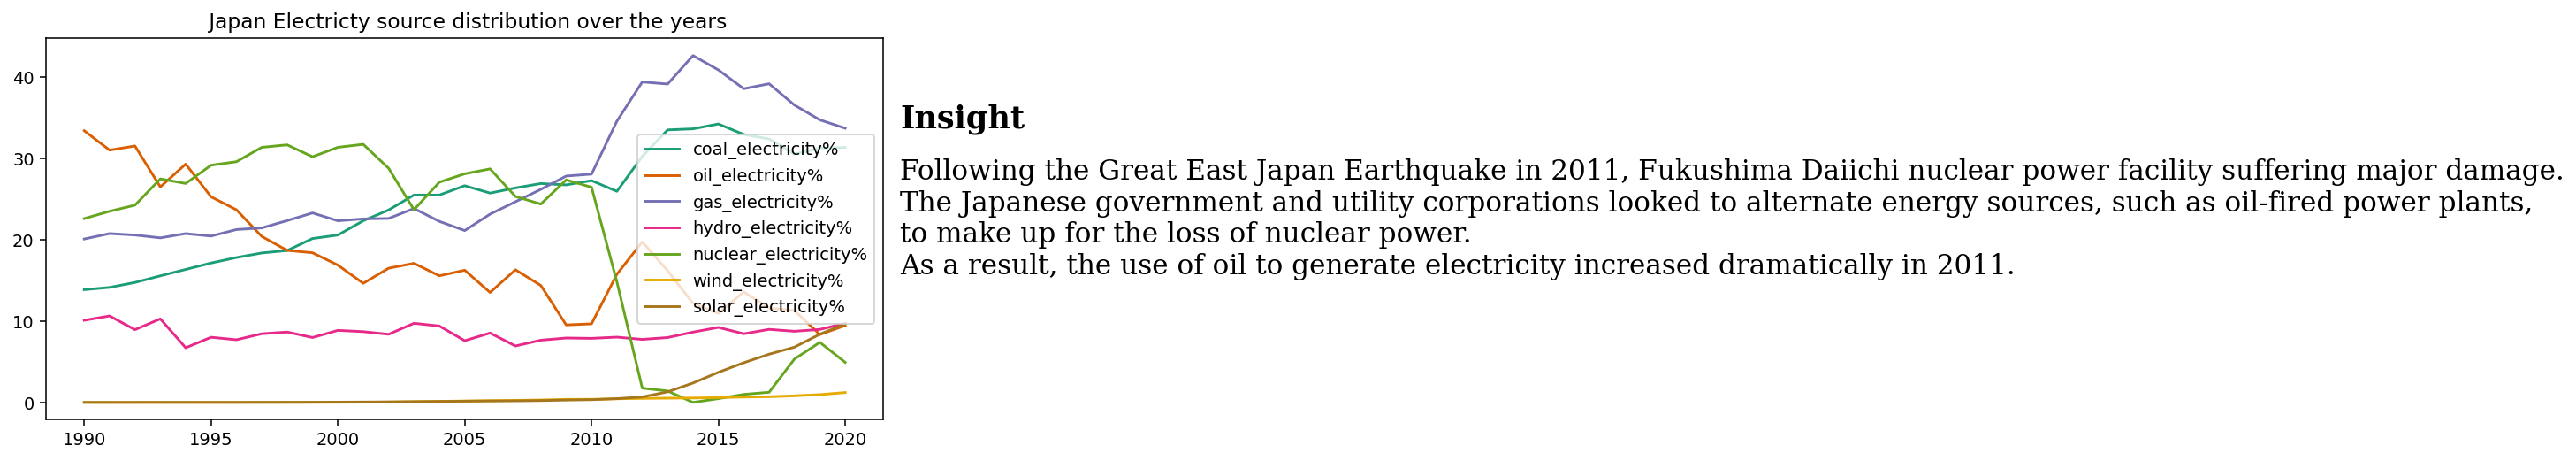 Japan Electricty source distribution over the years
40
30
20
10
0
1990
1995
2000
2005
2010
2015
2020
coal_electricity%
oil_electricity%
gas_electricity%
hydro_electricity%
nuclear_electricity%
wind_electricity%
solar_electricity%
Insight
Following the Great East Japan Earthquake in 2011, Fukushima Daiichi nuclear power facility suffering major damage.
The Japanese government and utility corporations looked to alternate energy sources, such as oil-fired power plants,
to make up for the loss of nuclear power.
As a result, the use of oil to generate electricity increased dramatically in 2011.